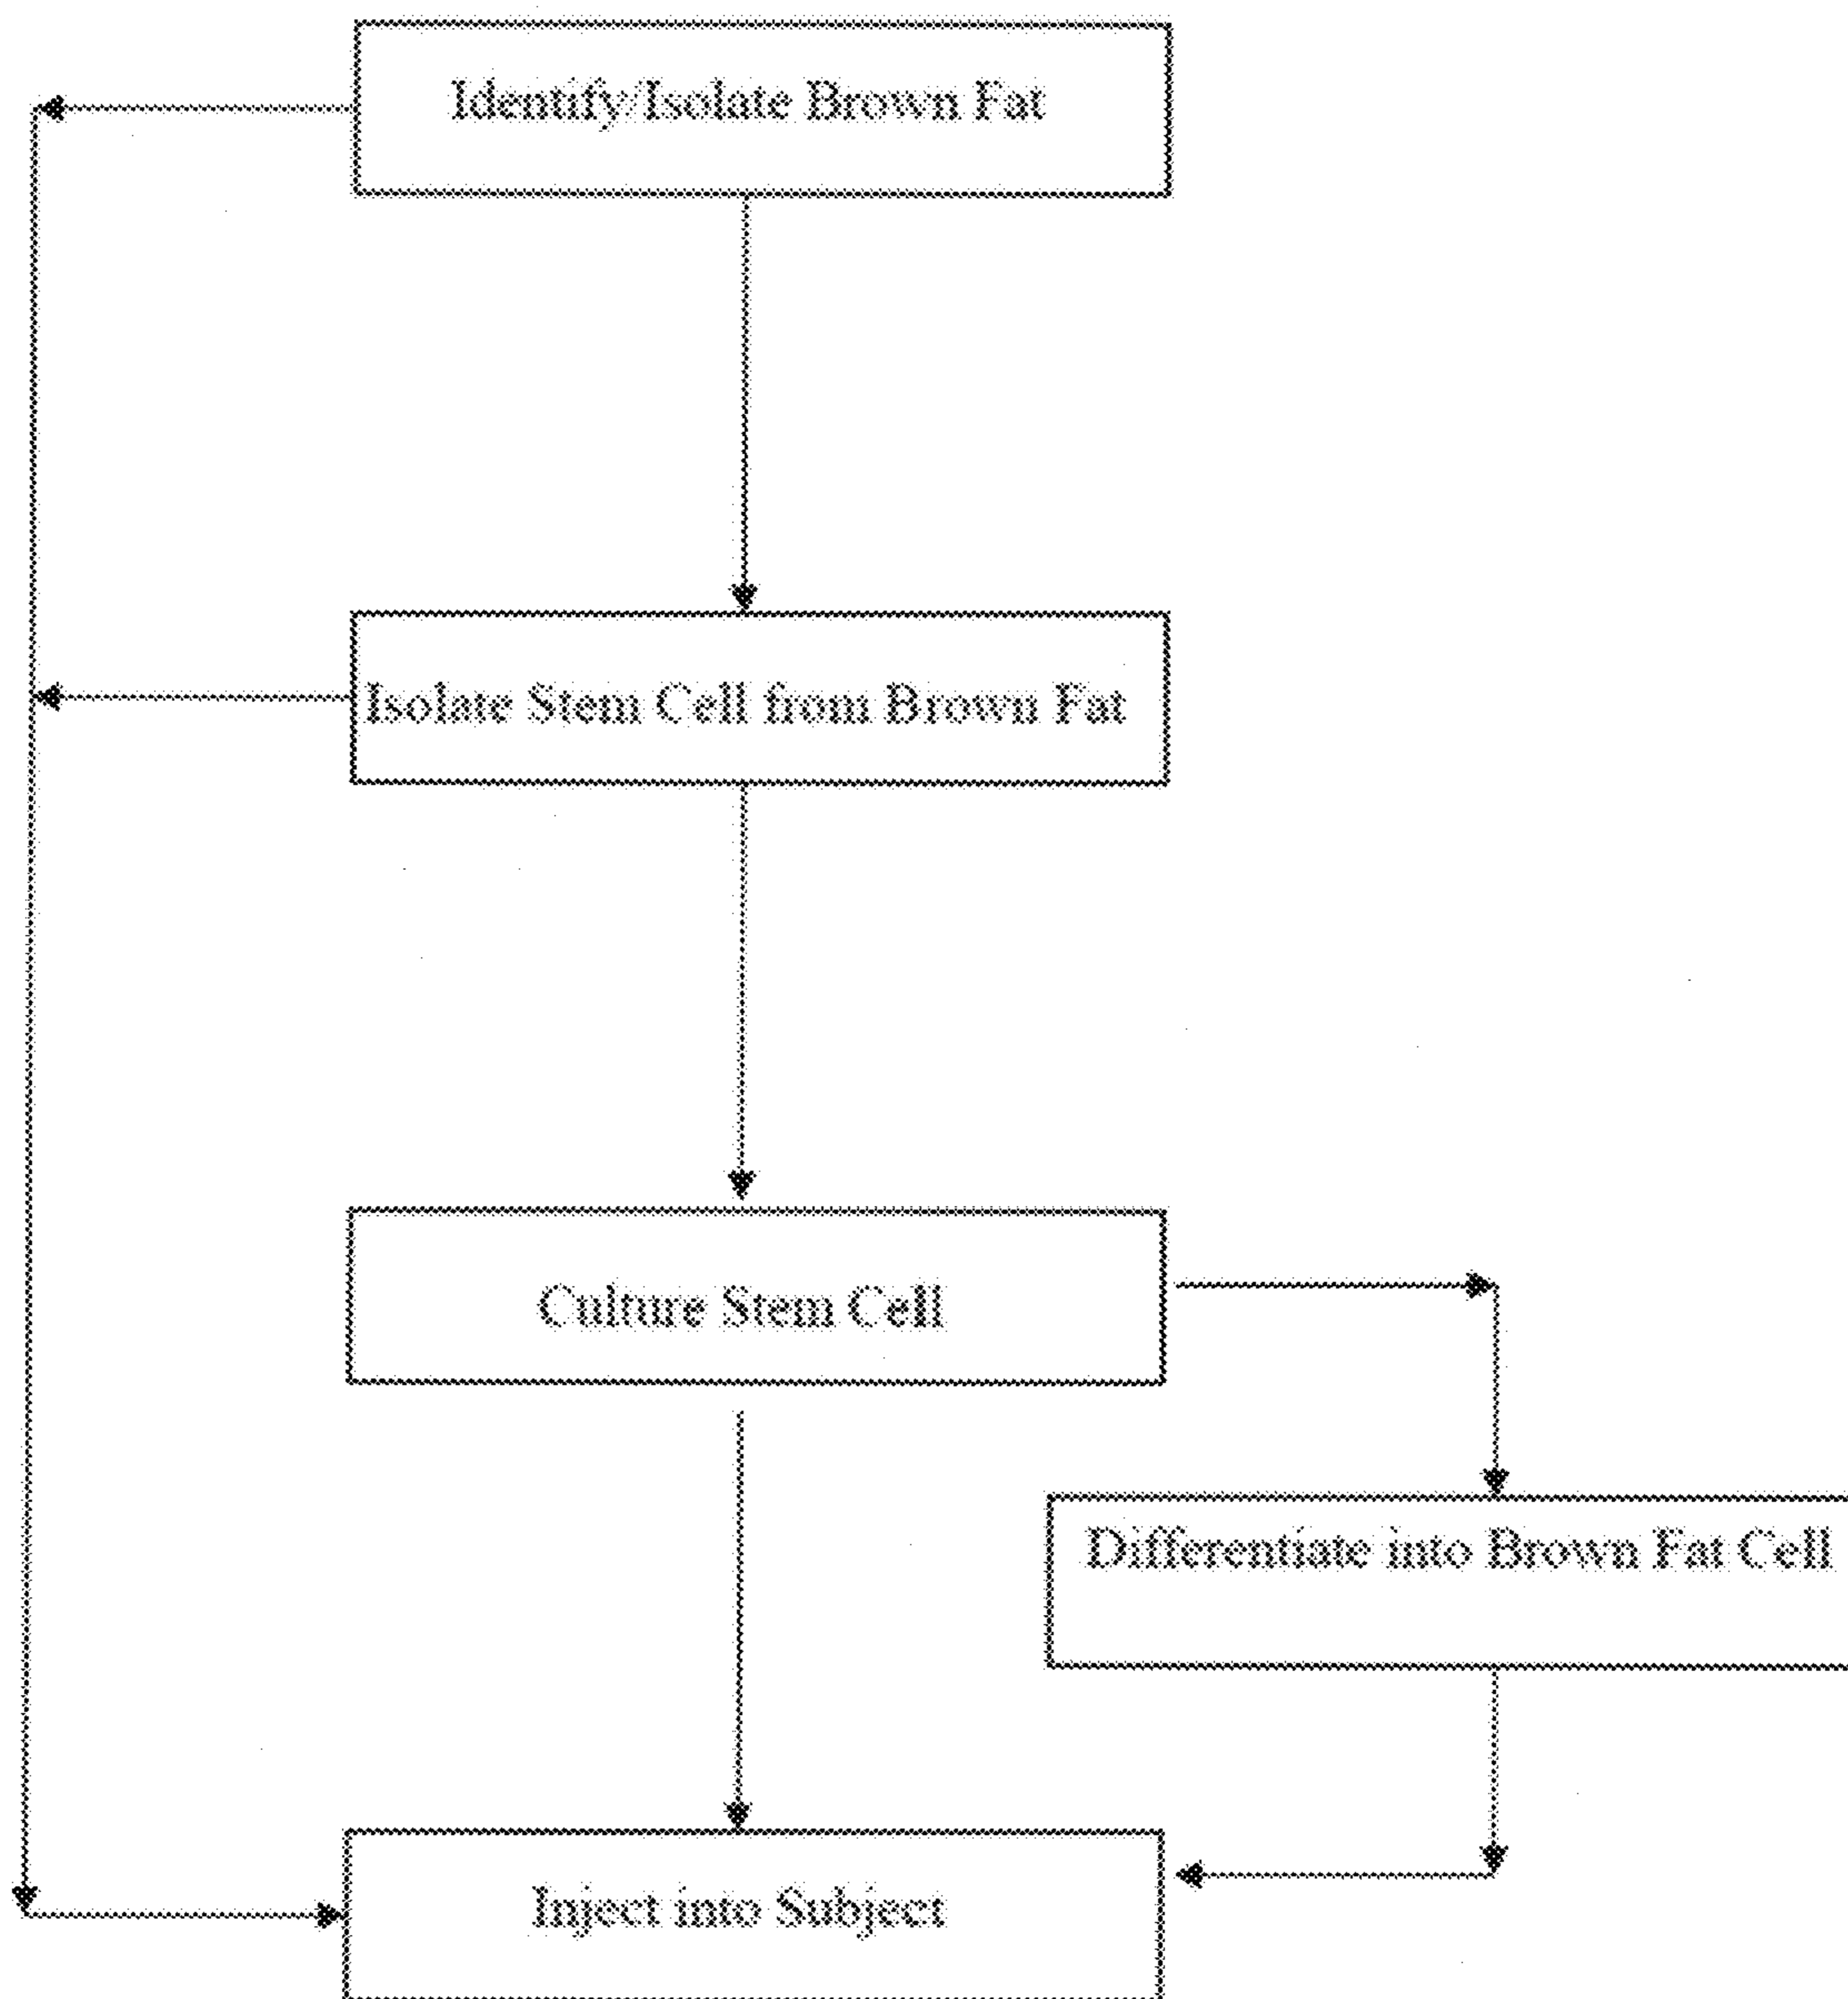 Identify/Isolate Brown Fat
Isolate Stem Cell from Brown Fat
Culture Stem Cell
Differentiate into Brown Fat Cell
Inject into Subject